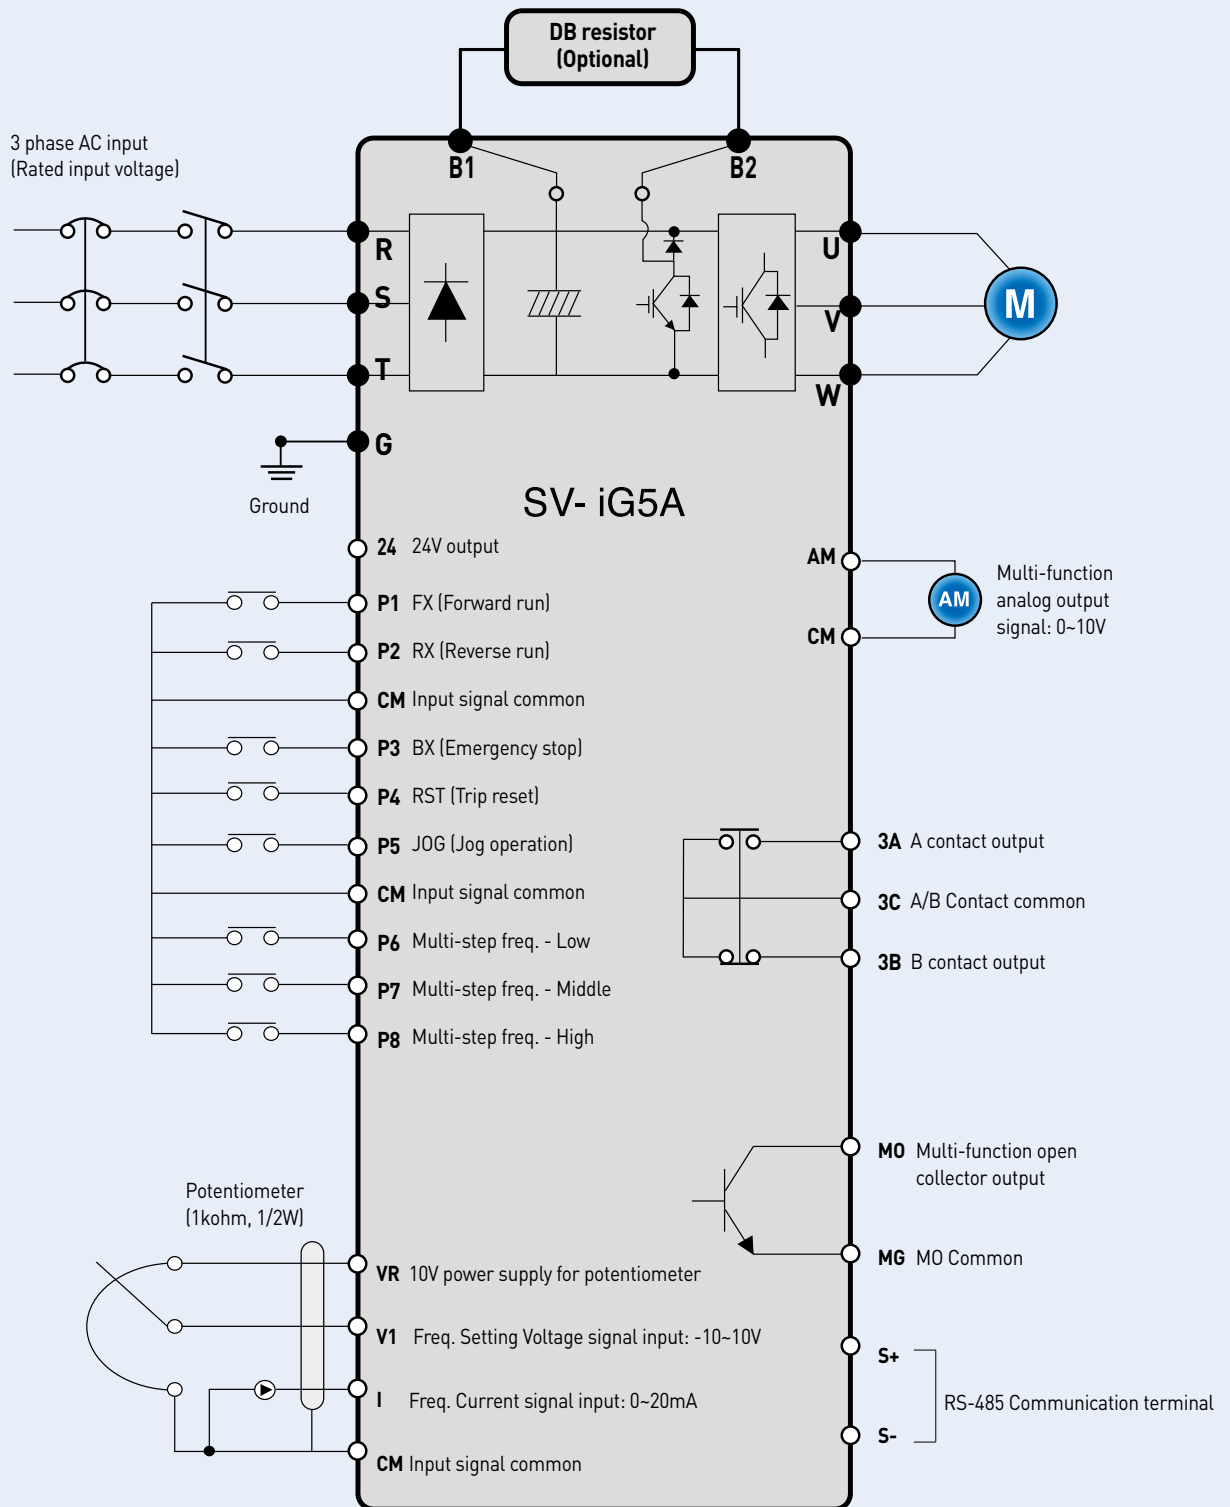 DB resistor
(Optional)
3 phase AC input
(Rated input voltage)
B1
B2
R
U
S
M
V
T
W
G
Ground
SV- iG5A
24 24V output
AM
P1 FX (Forward run)
AM
Multi-function
analog output
signal: 0~10V
CM
P2 RX (Reverse run)
CM Input signal common
P3 BX (Emergency stop)
P4 RST (Trip reset)
P5 JOG (Jog operation)
3A A contact output
CM Input signal common
3C A/B Contact common
P6 Multi-step freq. - Low
3B B contact output
P7 Multi-step freq. - Middle
P8 Multi-step freq. - High
MO Multi-function open
collector output
Potentiometer
(1kohm, 1/2W)
MG MO Common
VR 10V power supply for potentiometer
V1 Freq. Setting Voltage signal input: -10~10V
S+
I Freq. Current signal input: 0~20mA
RS-485 Communication terminal
S-
CM Input signal common